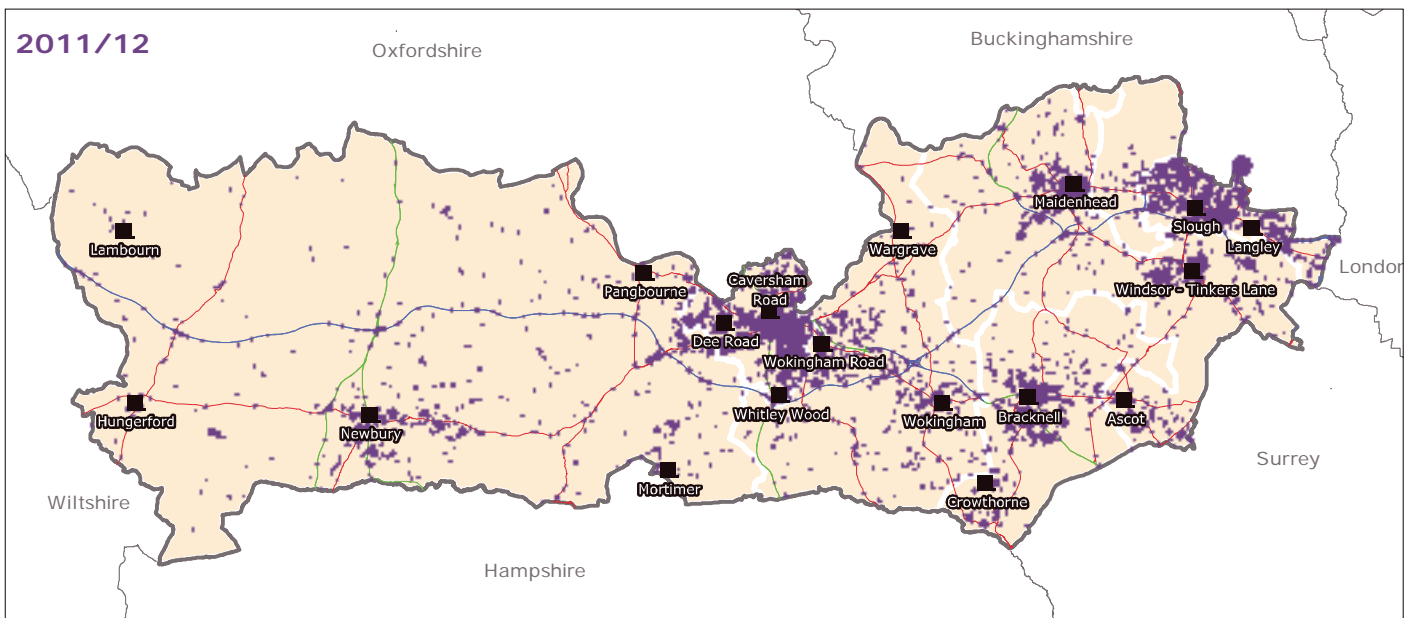 2011/12
Oxfordshire
Buckinghamshire
Maidenhead
Slough
Lambourn
Wargrave
Langley
London
Caversham
Road
Pangbourne
Windsor - Tinkers Lane
Dee Road
Wokingham Road
Hungerford
Newbury
Whitley Wood
Wokingham
Bracknell
Ascot
Surrey
Mortimer
Wiltshire
Crowthorne
Hampshire